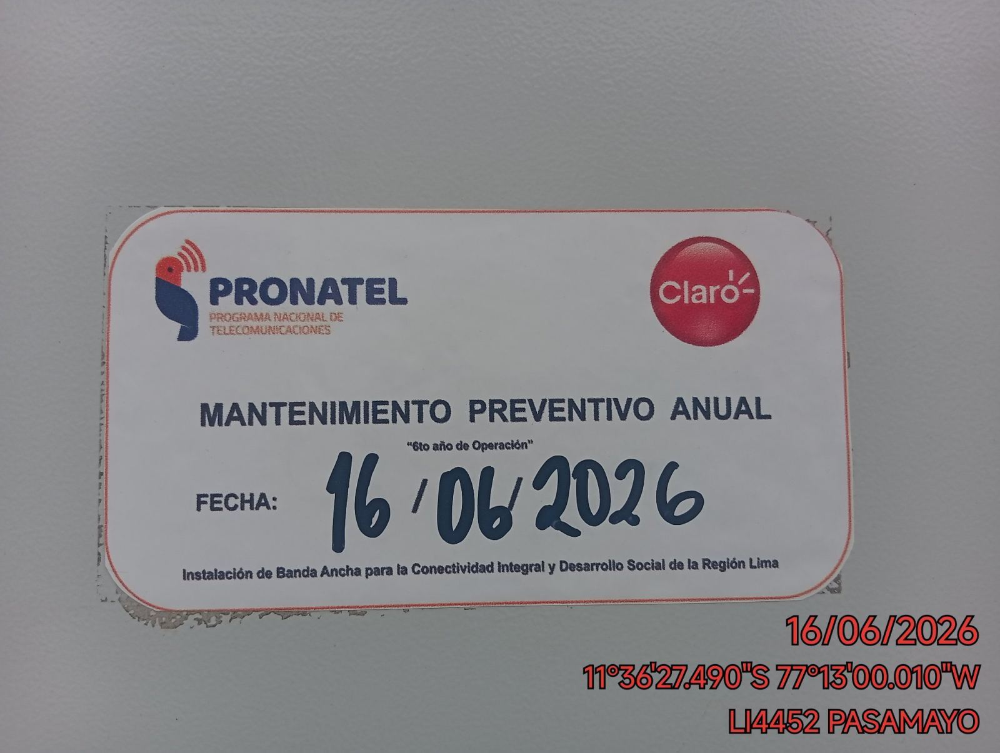 PRONATEL
PROGRAMA NACIONAL DE
TELECOMUNICACIONES
Claro
MANTENIMIENTO PREVENTIVO ANUAL
"6to año de Operación"
FECHA: 16/06/2026
Instalación de Banda Ancha para la Conectividad Integral y Desarrollo Social de la Región Lima
16/06/2026
11°36'27.490"S 77°13'00.010"W
LI4452 PASAMAYO